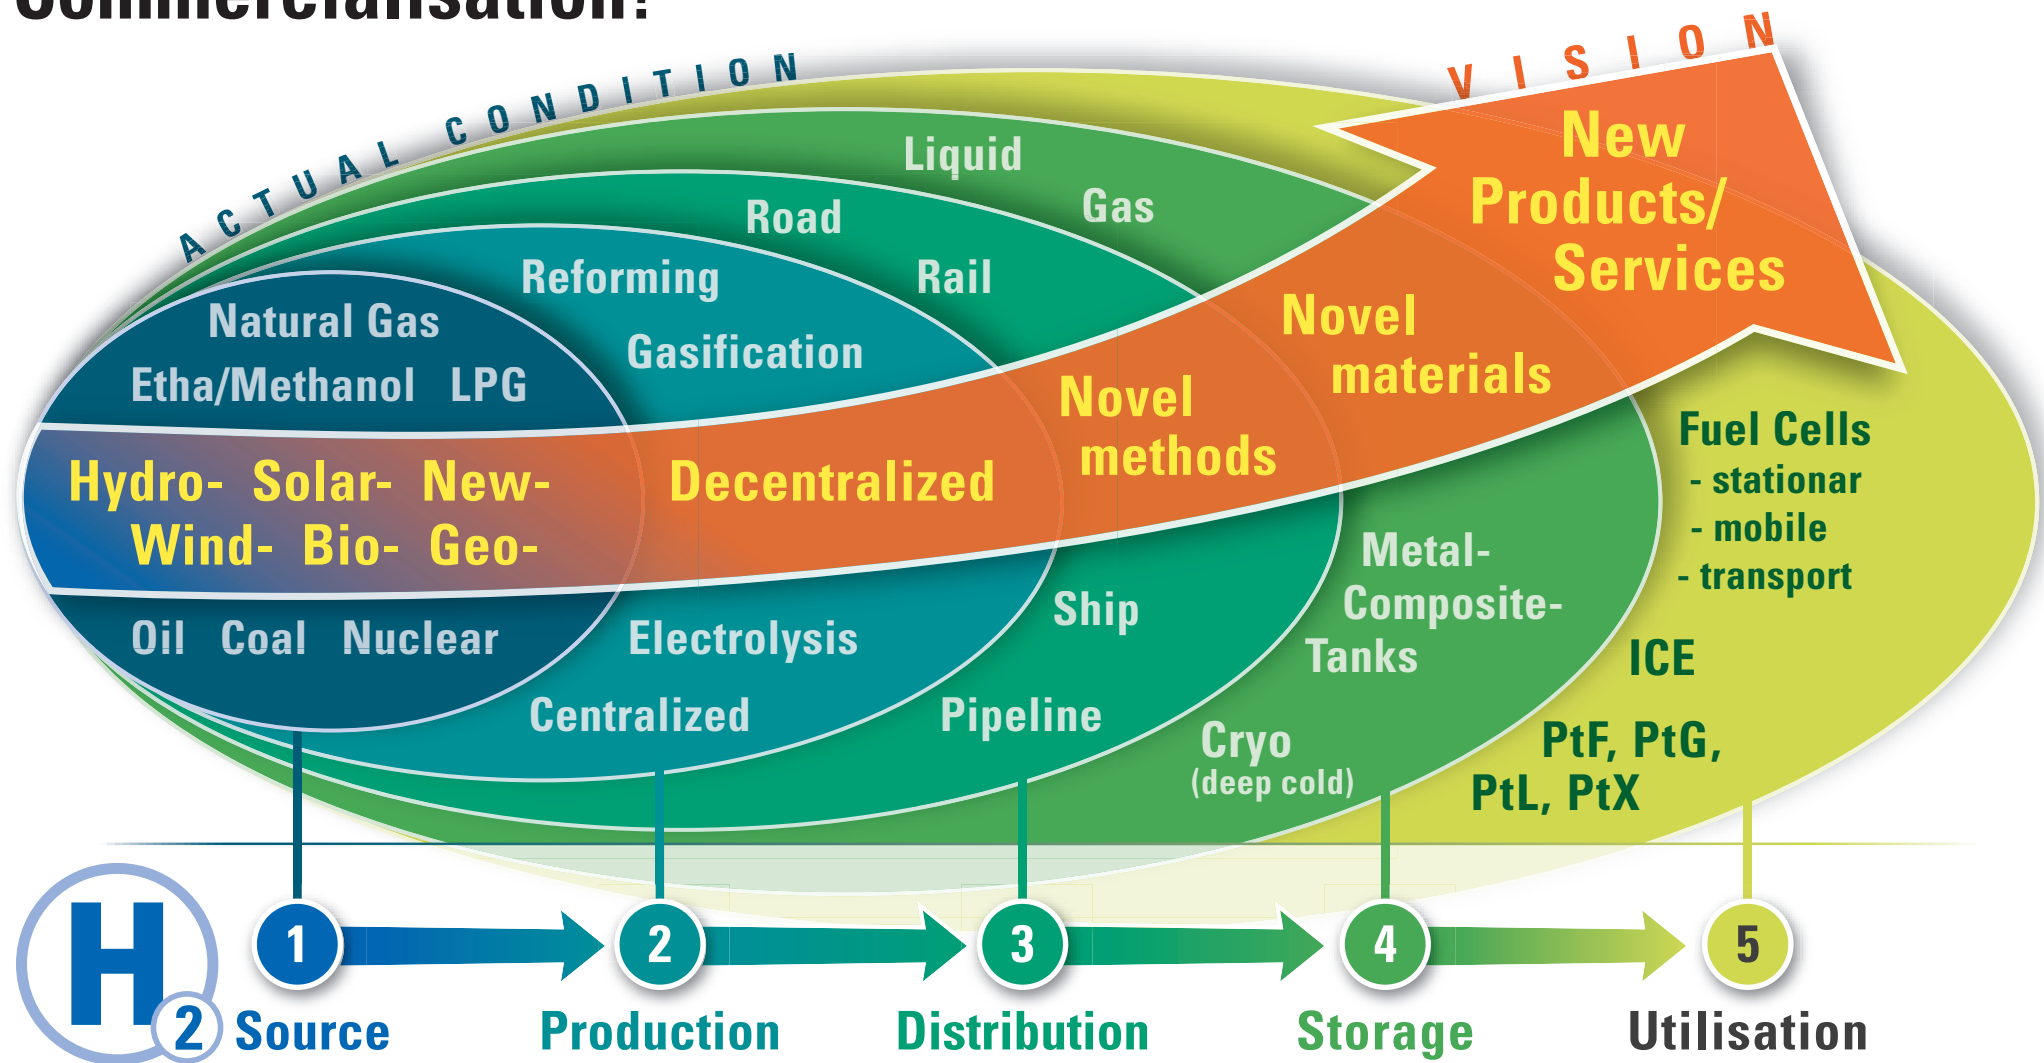 Commercialisation?
ACTUAL CONDITION
VISION
New
Products/
Services
Liquid
Gas
Road
Rail
Reforming
Gasification
Natural Gas
Etha/Methanol LPG
Novel
materials
Novel
methods
Decentralized
Hydro- Solar- New-
Wind- Bio- Geo-
Oil Coal Nuclear
Electrolysis
Centralized
Ship
Pipeline
Metal-
Composite-
Tanks
Cryo
(deep cold)
Fuel Cells
- stationar
- mobile
- transport
ICE
PtF, PtG,
PtL, PtX
H2
1
2
3
4
5
Source
Production
Distribution
Storage
Utilisation